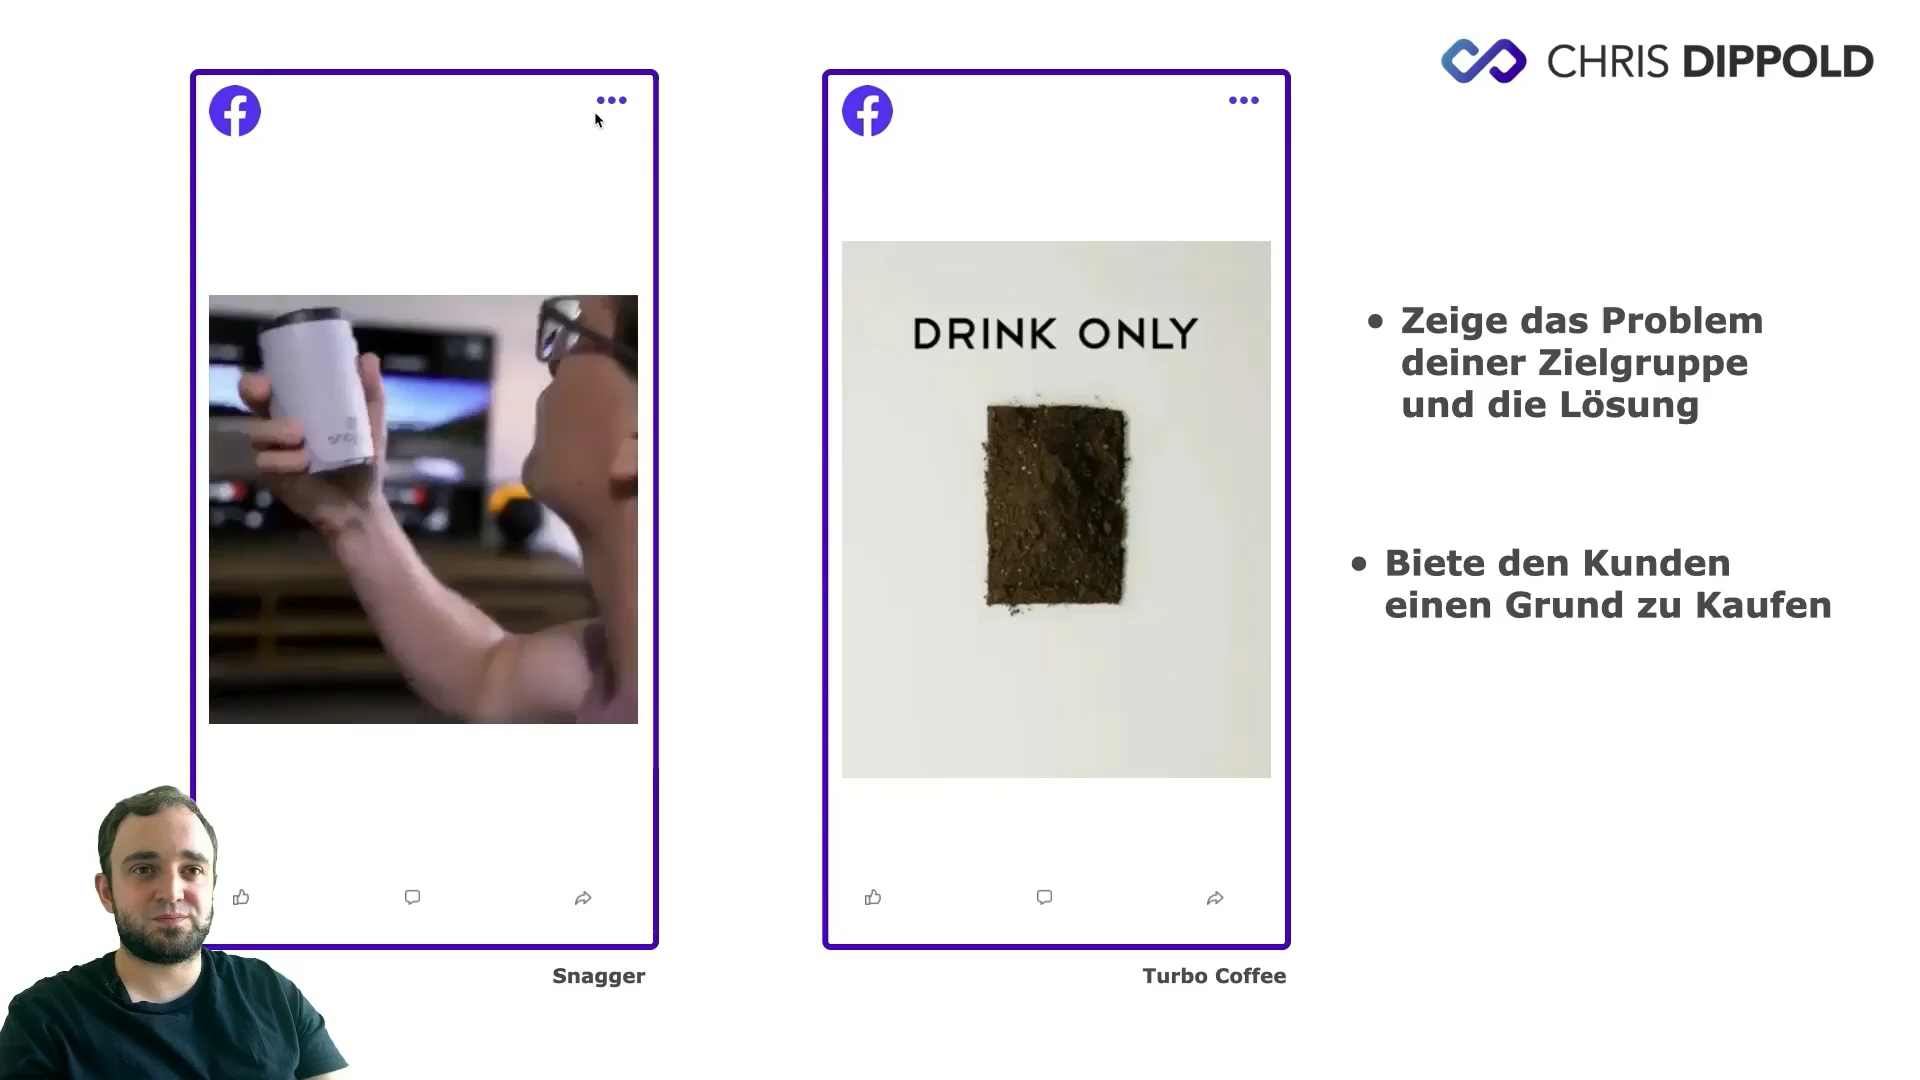 CHRIS DIPPOLD
DRINK ONLY
• Zeige das Problem
deiner Zielgruppe
und die Lösung
• Biete den Kunden
einen Grund zu Kaufen
Snagger
Turbo Coffee